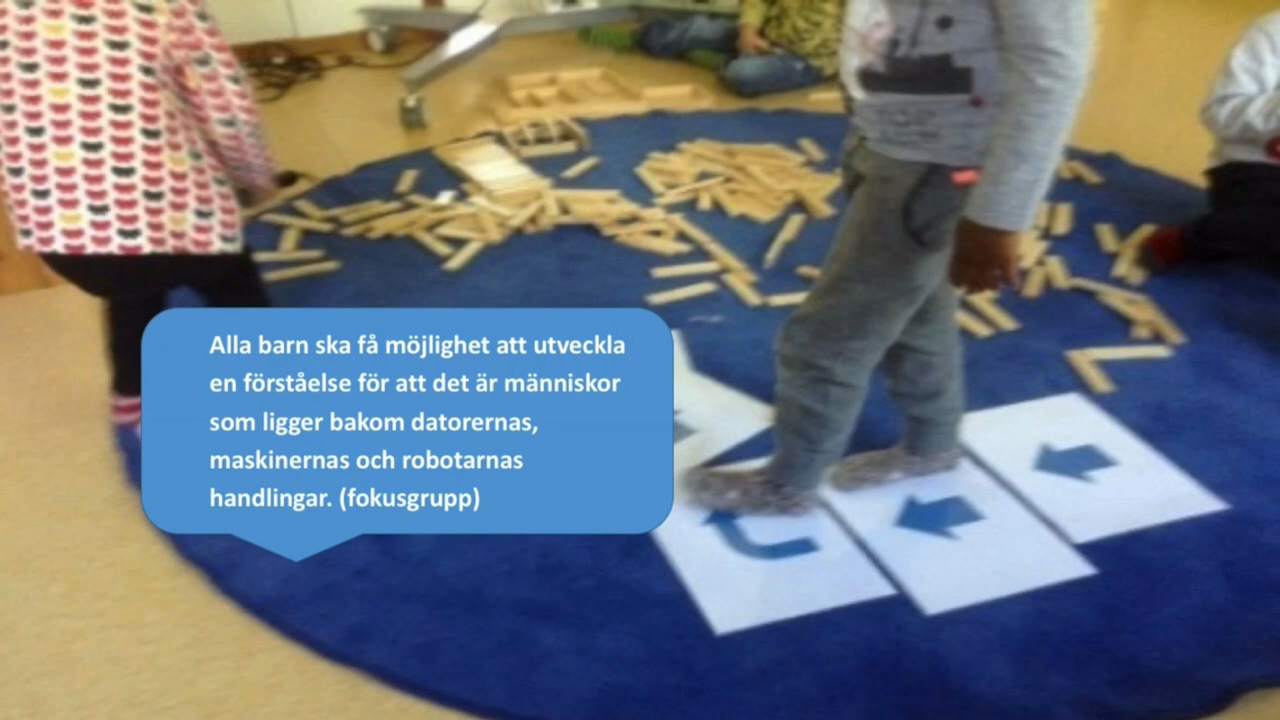 Alla barn ska få möjlighet att utveckla
en förståelse för att det är människor
som ligger bakom datorernas,
maskinernas och robotarnas
handlingar. (fokusgrupp)